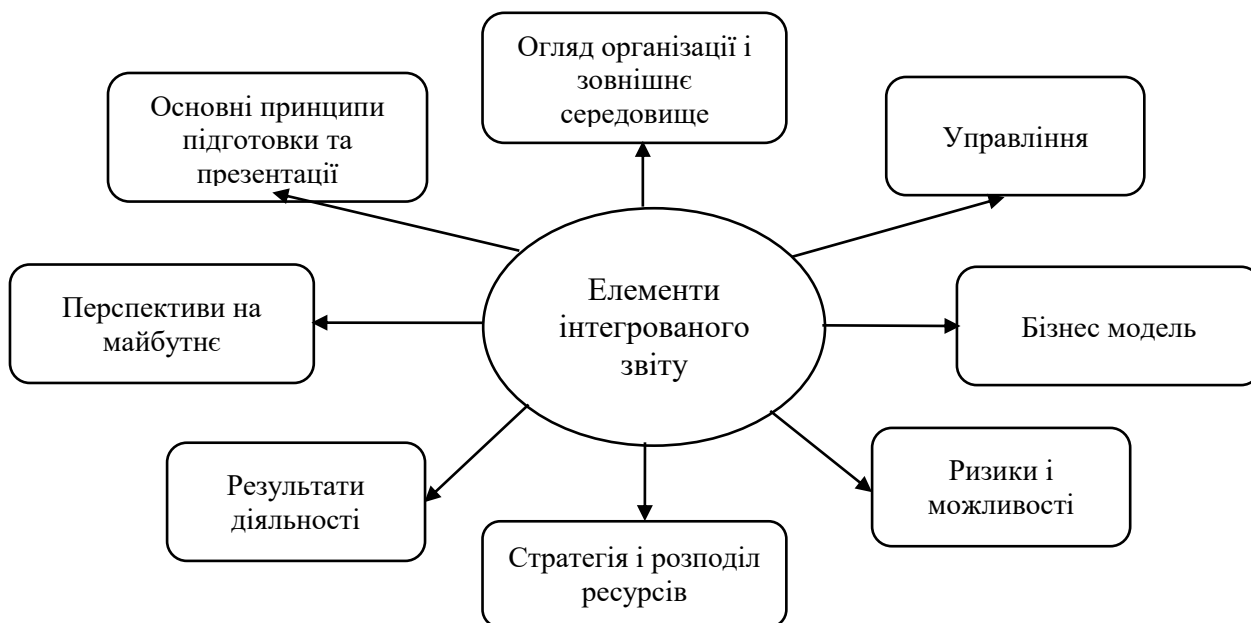 Огляд організації і
зовнішнє
середовище
Основні принципи
підготовки та
презентації
Управління
Елементи
інтегрованого
звіту
Перспективи на
майбутнє
Бізнес модель
Результати
діяльності
Ризики і
можливості
Стратегія і розподіл
ресурсів